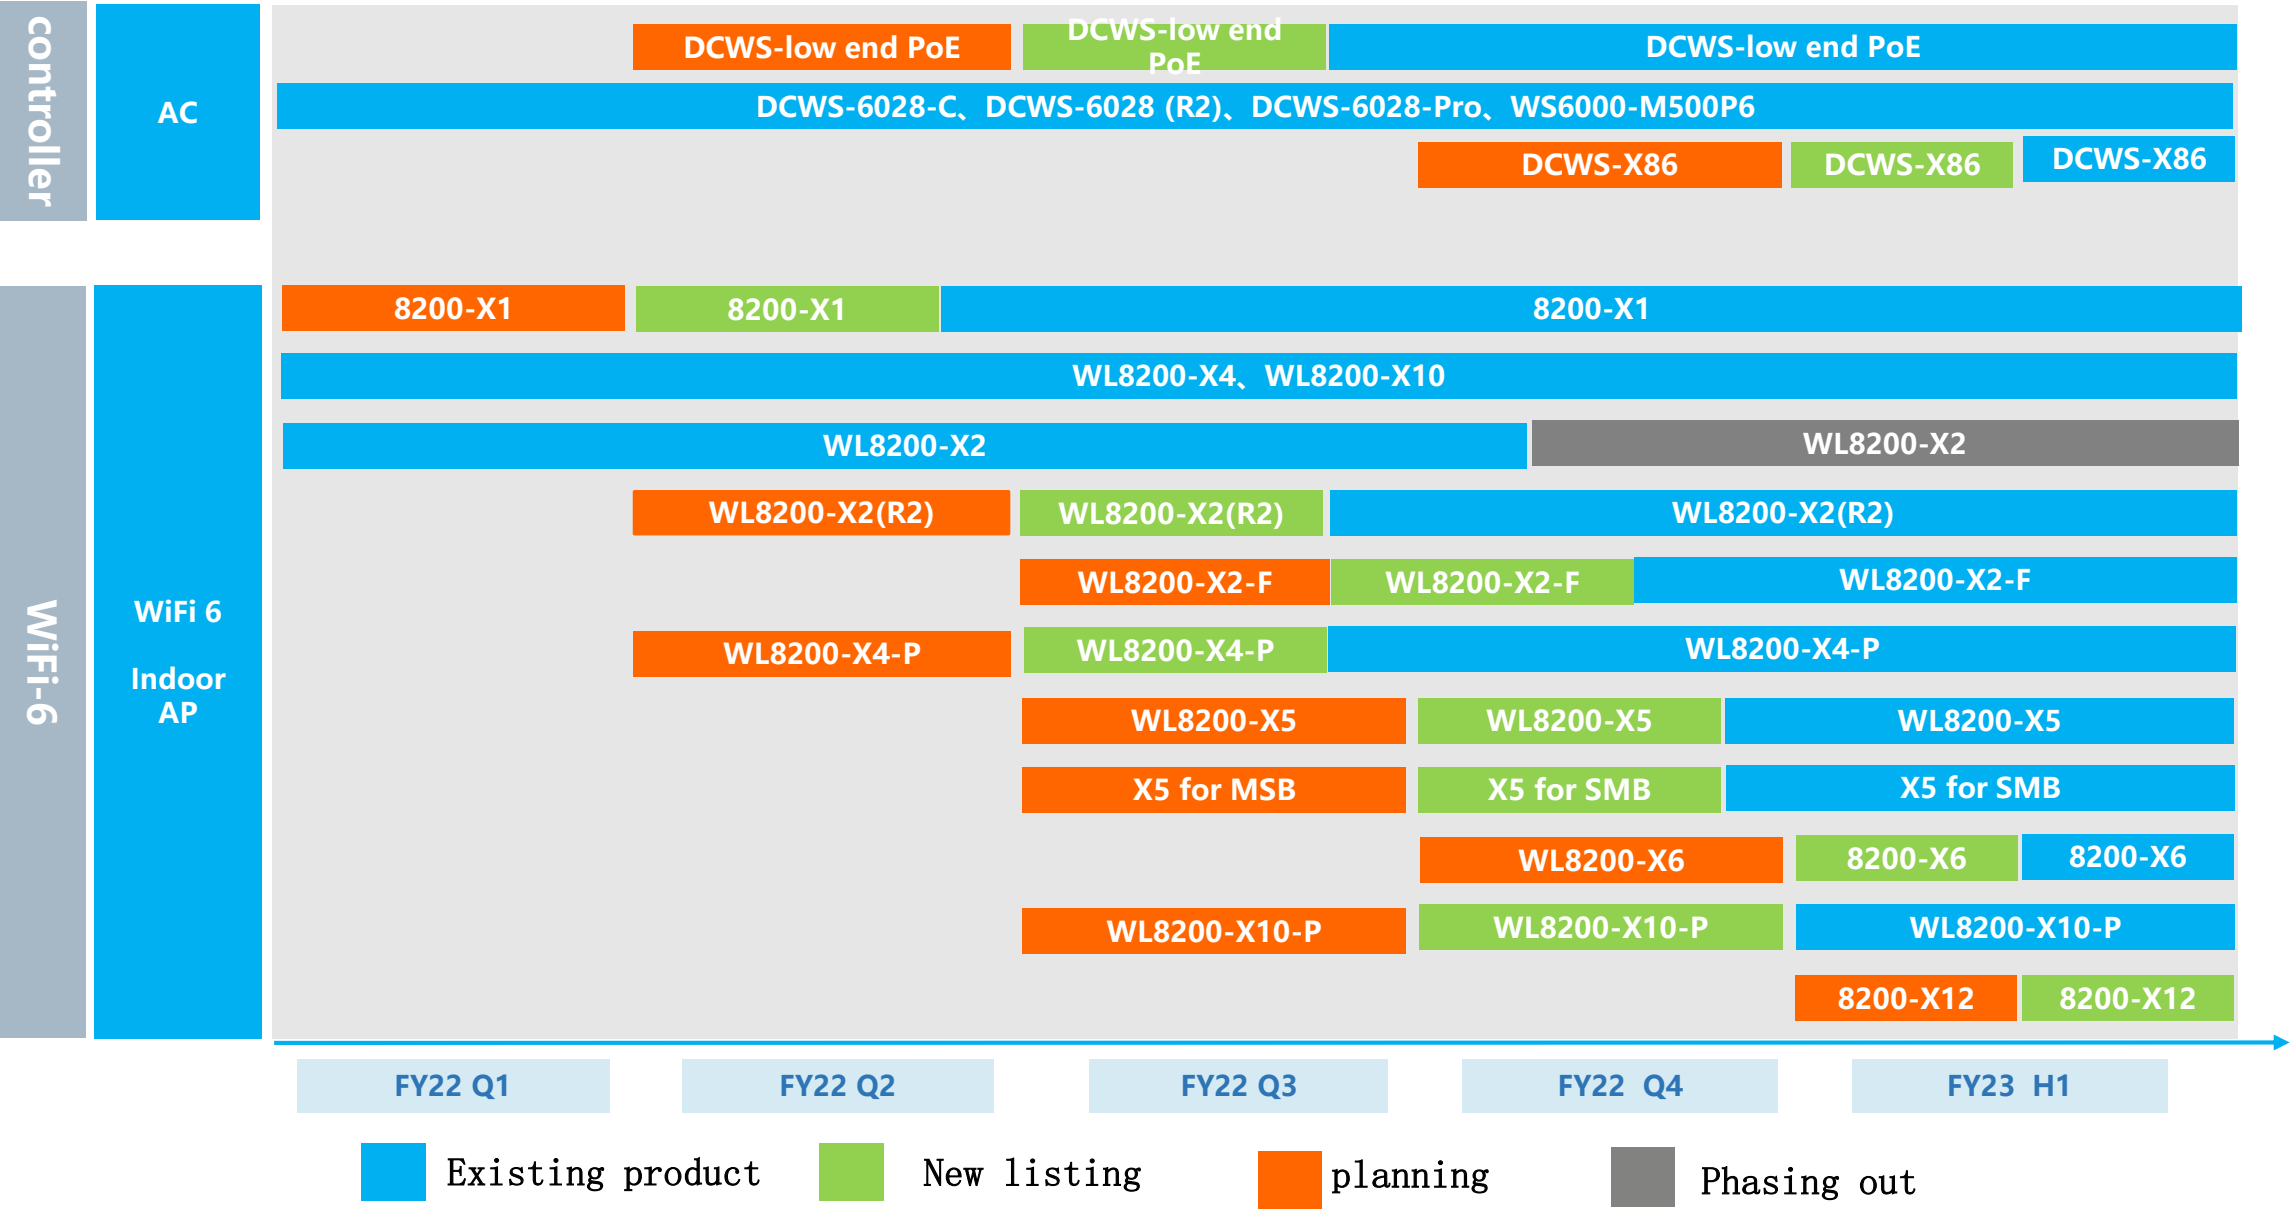 controller
AC
DCWS-low end PoE
DCWS-low end
PoE
DCWS-low end PoE
DCWS-6028-C、DCWS-6028 (R2)、DCWS-6028-Pro、WS6000-M500P6
DCWS-X86
DCWS-X86
DCWS-X86
WiFi-6
WiFi 6
Indoor
AP
8200-X1
8200-X1
8200-X1
WL8200-X4、WL8200-X10
WL8200-X2
WL8200-X2
WL8200-X2(R2)
WL8200-X2(R2)
WL8200-X2(R2)
WL8200-X2-F
WL8200-X2-F
WL8200-X2-F
WL8200-X4-P
WL8200-X4-P
WL8200-X4-P
WL8200-X5
WL8200-X5
WL8200-X5
X5 for MSB
X5 for SMB
X5 for SMB
WL8200-X6
8200-X6
8200-X6
WL8200-X10-P
WL8200-X10-P
WL8200-X10-P
8200-X12
8200-X12
FY22 Q1
FY22 Q2
FY22 Q3
FY22 Q4
FY23 H1
Existing product
New listing
planning
Phasing out